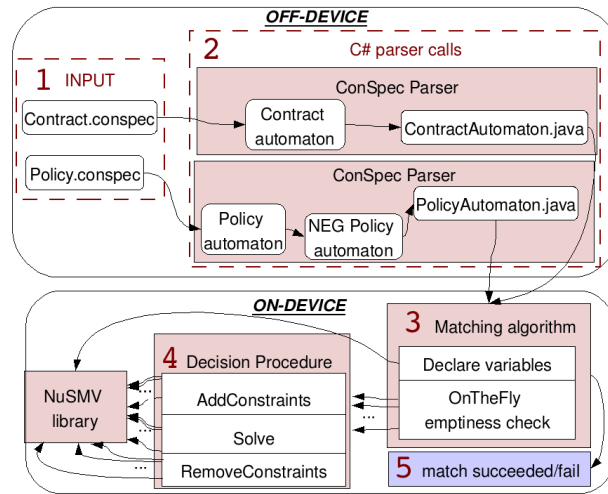 OFF-DEVICE
1 INPUT
Contract.conspec
Policy.conspec
2 C# parser calls
ConSpec Parser
Contract
automaton
ContractAutomaton.java
ConSpec Parser
Policy
automaton
NEG Policy
automaton
PolicyAutomaton.java
ON-DEVICE
NuSMV
library
4 Decision Procedure
AddConstraints
Solve
RemoveConstraints
...
...
...
3 Matching algorithm
Declare variables
OnTheFly
emptiness check
5 match succeeded/fail